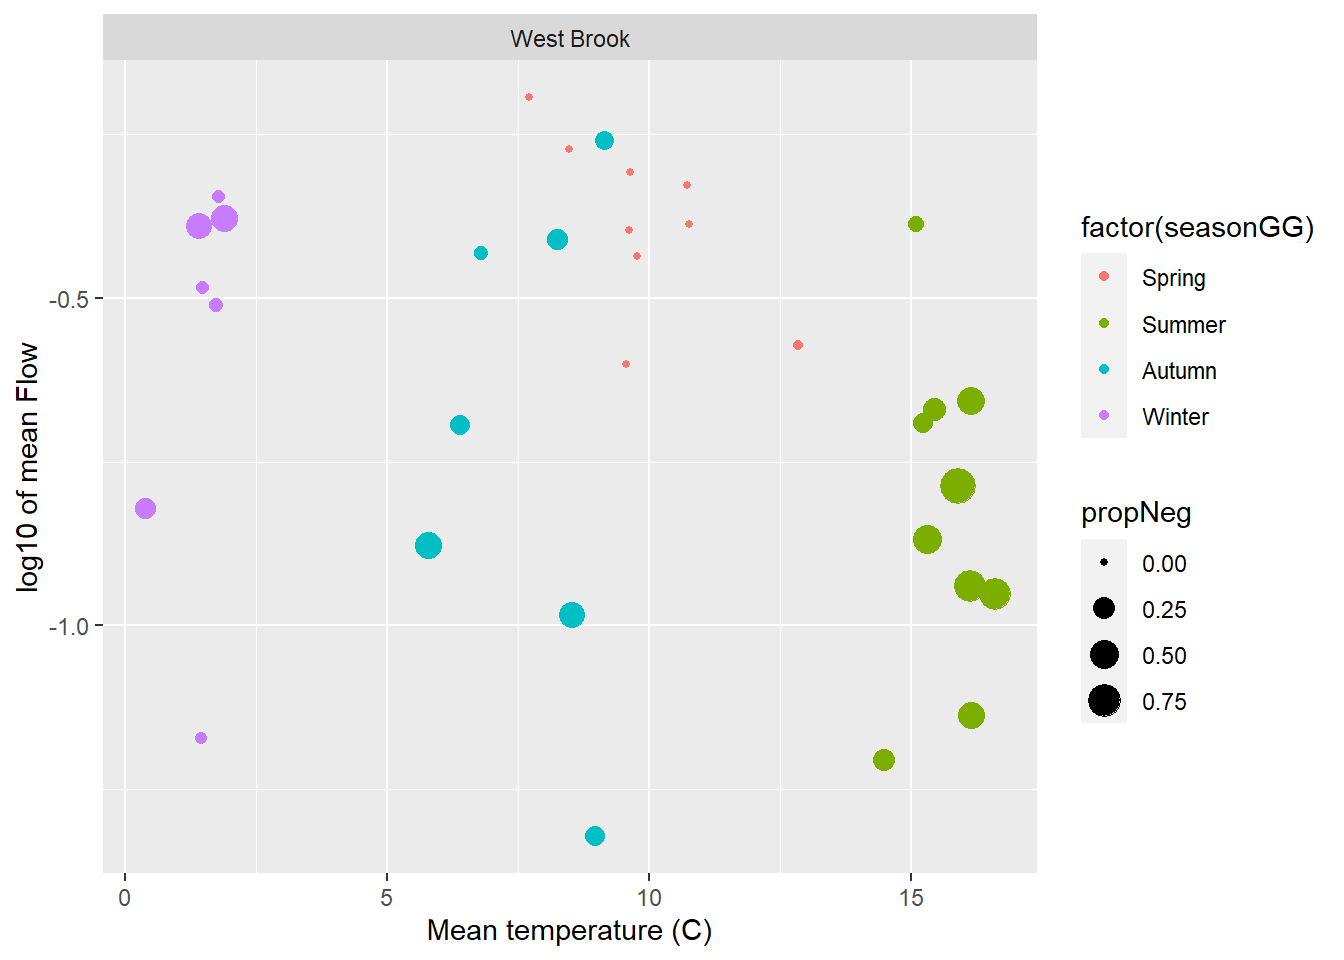 West Brook
log10 of mean Flow
-0.5
-1.0
0
5
10
15
Mean temperature (C)
factor(seasonGG)
Spring
Summer
Autumn
Winter
propNeg
0.00
0.25
0.50
0.75